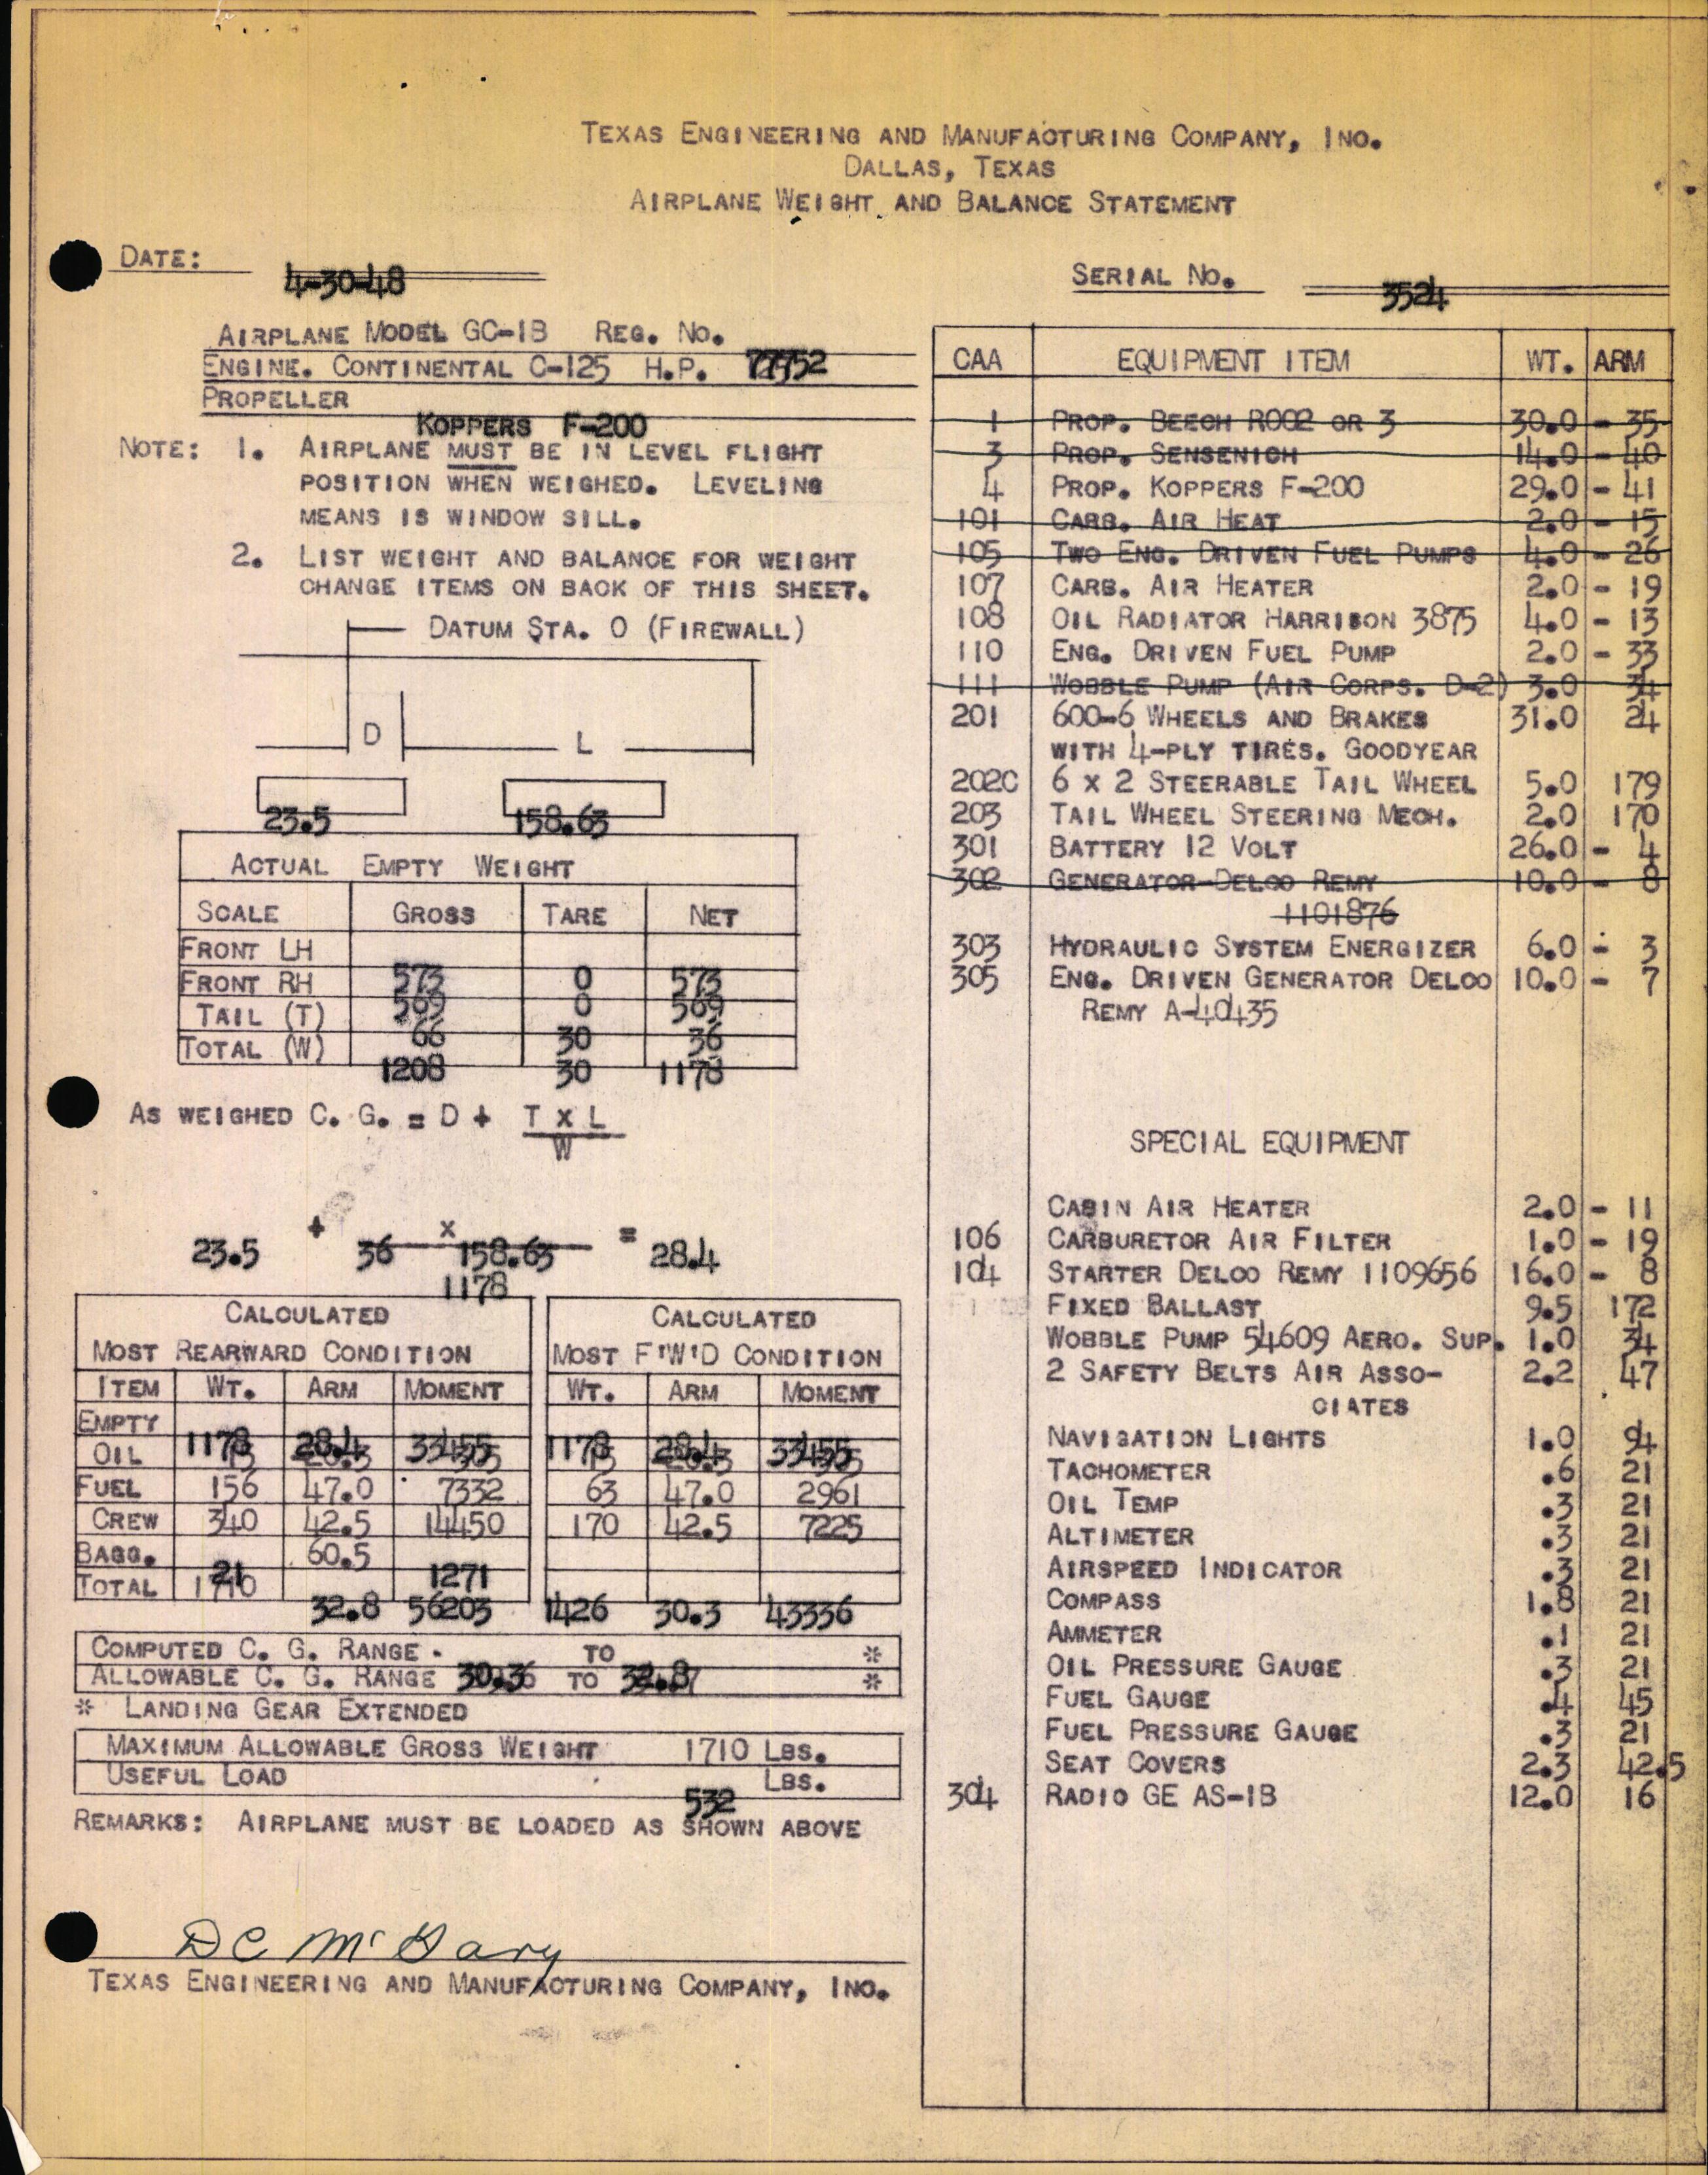 TEXAS ENGINEERING AND MANUFACTURING COMPANY, INC.
DALLAS, TEXAS
AIRPLANE WEIGHT AND BALANCE STATEMENT
DATE: 4-30-48
SERIAL NO. 3524
AIRPLANE MODEL GC-1B REG. NO.
ENGINE. CONTINENTAL C-125 H.P. 77752
PROPELLER
KOPPERS F-200
NOTE: 1. AIRPLANE MUST BE IN LEVEL FLIGHT
POSITION WHEN WEIGHED. LEVELING
MEANS IS WINDOW SILL.
2. LIST WEIGHT AND BALANCE FOR WEIGHT
CHANGE ITEMS ON BACK OF THIS SHEET.
DATUM STA. 0 (FIREWALL)
D L
23.5 158.63
ACTUAL EMPTY WEIGHT
SCALE GROSS TARE NET
FRONT LH
573 0 573
FRONT RH
569 0 569
TAIL (T)
66 30 36
TOTAL (W)
1208 30 1178
AS WEIGHED C. G. = D + T X L
W
23.5 + 36 x 158.63 = 28.4
1178
CALCULATED
MOST REARWARD CONDITION
ITEM WT. ARM MOMENT
EMPTY
1178 28.4 33455
OIL
FUEL 156 47.0 7332
CREW 340 42.5 14450
BAGG. 60.5
21 1271
TOTAL 1710
32.8 56203
CALCULATED
MOST F'W'D CONDITION
WT. ARM MOMENT
1178 28.4 33455
63 47.0 2961
170 42.5 7225
1426 30.3 43336
COMPUTED C. G. RANGE - TO *
ALLOWABLE C. G. RANGE TO *
* LANDING GEAR EXTENDED
MAXIMUM ALLOWABLE GROSS WEIGHT 1710 LBS.
USEFUL LOAD LBS.
532
REMARKS: AIRPLANE MUST BE LOADED AS SHOWN ABOVE
DC McGary
TEXAS ENGINEERING AND MANUFACTURING COMPANY, INC.
CAA EQUIPMENT ITEM WT. ARM
1 PROP. BEECH R002 OR 3 30.0 - 35
3 PROP. SENSENICH 14.0 - 40
4 PROP. KOPPERS F-200 29.0 - 41
101 CARB. AIR HEAT 2.0 - 15
105 TWO ENG. DRIVEN FUEL PUMPS 4.0 - 26
107 CARB. AIR HEATER 2.0 - 19
108 OIL RADIATOR HARRISON 3875 4.0 - 13
110 ENG. DRIVEN FUEL PUMP 2.0 - 33
111 WOBBLE PUMP (AIR CORPS. D-2) 3.0 34
201 600-6 WHEELS AND BRAKES 31.0 24
WITH 4-PLY TIRES. GOODYEAR
202C 6 X 2 STEERABLE TAIL WHEEL 5.0 179
203 TAIL WHEEL STEERING MECH. 2.0 170
301 BATTERY 12 VOLT 26.0 - 4
302 GENERATOR-DELCO REMY 10.0 - 8
1101876
303 HYDRAULIC SYSTEM ENERGIZER 6.0 - 3
305 ENG. DRIVEN GENERATOR DELCO 10.0 - 7
REMY A-40435
SPECIAL EQUIPMENT
CABIN AIR HEATER 2.0 - 11
106 CARBURETOR AIR FILTER 1.0 - 19
104 STARTER DELCO REMY 1109656 16.0 - 8
FIXED BALLAST 9.5 172
WOBBLE PUMP 54609 AERO. SUP. 1.0 34
2 SAFETY BELTS AIR ASSO- 2.2 47
CIATES
NAVIGATION LIGHTS 1.0 94
TACHOMETER .6 21
OIL TEMP .3 21
ALTIMETER .3 21
AIRSPEED INDICATOR .3 21
COMPASS 1.8 21
AMMETER .1 21
OIL PRESSURE GAUGE .3 21
FUEL GAUGE .4 45
FUEL PRESSURE GAUGE .3 21
SEAT COVERS 2.3 42.5
304 RADIO GE AS-1B 12.0 16